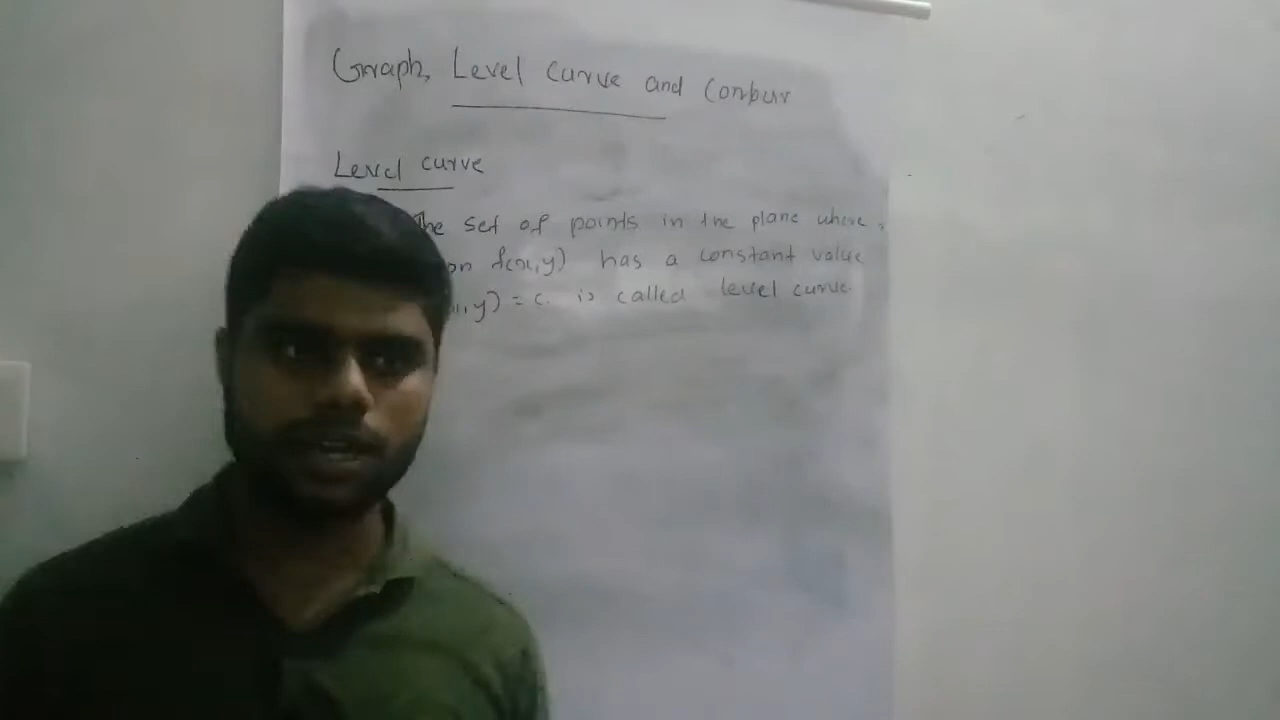 Graph, Level curve and Contour
Level curve
The set of points in the plane where
on f(x,y) has a constant value
,y) = c. is called level curve.